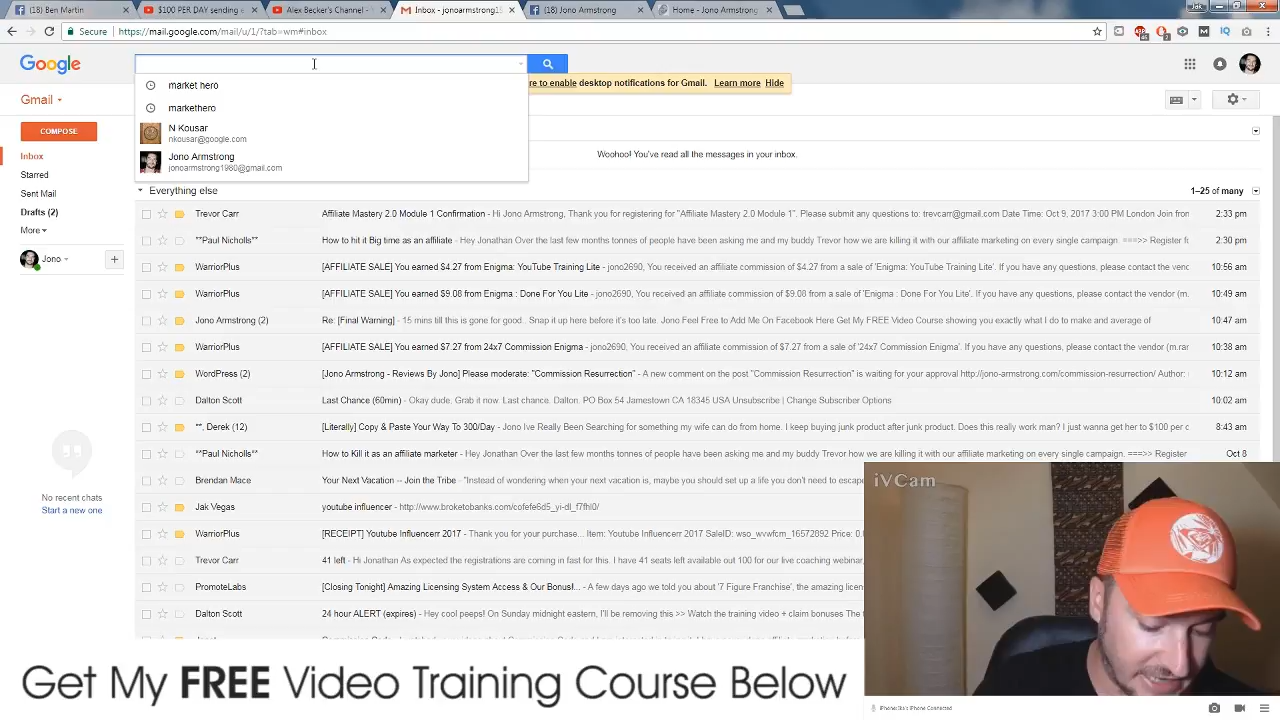 (18) Ben Martin
$100 PER DAY sending e
Alex Becker's Channel -
Inbox - jonoarmstrong1
(18) Jono Armstrong
Home - Jono Armstrong
Jak
Secure
https://mail.google.com/mail/u/1/?tab=wm#inbox
Google
market hero
markethero
N Kousar
nkousar@google.com
Jono Armstrong
jonoarmstrong1980@gmail.com
re to enable desktop notifications for Gmail. Learn more Hide
Gmail
COMPOSE
Inbox
Starred
Sent Mail
Drafts (2)
More
Jono
No recent chats
Start a new one
Woohoo! You've read all the messages in your inbox.
Everything else
1–25 of many
Trevor Carr Affiliate Mastery 2.0 Module 1 Confirmation - Hi Jono Armstrong, Thank you for registering for "Affiliate Mastery 2.0 Module 1". Please submit any questions to: trevcarr@gmail.com Date Time: Oct 9, 2017 3:00 PM London Join from 2:33 pm
**Paul Nicholls** How to hit it Big time as an affiliate - Hey Jonathan Over the last few months tonnes of people have been asking me and my buddy Trevor how we are killing it with our affiliate marketing on every single campaign. ===>> Register fo 2:30 pm
WarriorPlus [AFFILIATE SALE] You earned $4.27 from Enigma: YouTube Training Lite - jono2690, You received an affiliate commission of $4.27 from a sale of 'Enigma: YouTube Training Lite'. If you have any questions, please contact the vendor 10:56 am
WarriorPlus [AFFILIATE SALE] You earned $9.08 from Enigma : Done For You Lite - jono2690, You received an affiliate commission of $9.08 from a sale of 'Enigma : Done For You Lite'. If you have any questions, please contact the vendor (m. 10:49 am
Jono Armstrong (2) Re: [Final Warning] - 15 mins till this is gone for good.. Snap it up here before it's too late. Jono Feel Free to Add Me On Facebook Here Get My FREE Video Course showing you exactly what I do to make and average of 10:47 am
WarriorPlus [AFFILIATE SALE] You earned $7.27 from 24x7 Commission Enigma - jono2690, You received an affiliate commission of $7.27 from a sale of '24x7 Commission Enigma'. If you have any questions, please contact the vendor (m.ran 10:38 am
WordPress (2) [Jono Armstrong - Reviews By Jono] Please moderate: "Commission Resurrection" - A new comment on the post "Commission Resurrection" is waiting for your approval http://jono-armstrong.com/commission-resurrection/ Author: 10:12 am
Dalton Scott Last Chance (60min) - Okay dude. Grab it now. Last chance. Dalton. PO Box 54 Jamestown CA 18345 USA Unsubscribe | Change Subscriber Options 10:02 am
**. Derek (12) [Literally] Copy & Paste Your Way To 300/Day - Jono Ive Really Been Searching for something my wife can do from home. I keep buying junk product after junk product. Does this really work man? I just wanna get her to $100 per c 8:43 am
**Paul Nicholls** How to Kill it as an affiliate marketer - Hey Jonathan Over the last few months tonnes of people have been asking me and my buddy Trevor how we are killing it with our affiliate marketing on every single campaign. ===>> Register Oct 8
Brendan Mace Your Next Vacation -- Join the Tribe - "Instead of wondering when your next vacation is, maybe you should set up a life you don't need to escape
Jak Vegas youtube influencer - http://www.broketobanks.com/cofefe6d5_yi-dl_f7fhl0/
WarriorPlus [RECEIPT] Youtube Influencerr 2017 - Thank you for your purchase... Item: Youtube Influencerr 2017 SaleID: wso_wvwfcm_16572892 Price: 0.
Trevor Carr 41 left - Hi Jonathan As expected the registrations are coming in fast for this. I have 41 seats left available out 100 for our live coaching webinar,
PromoteLabs [Closing Tonight] Amazing Licensing System Access & Our Bonus!... - A few days ago we told you about '7 Figure Franchise', the amazing licen
Dalton Scott 24 hour ALERT (expires) - Hey cool peeps! On Sunday midnight eastern, I'll be removing this >> Watch the training video + claim bonuses The
iVCam
Get My FREE Video Training Course Below